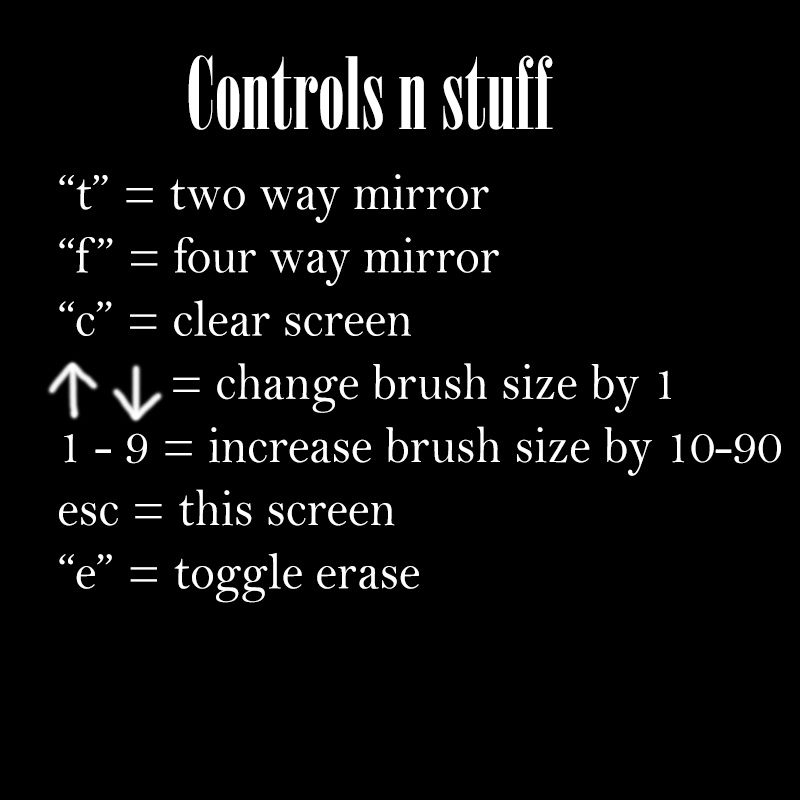 Controls n stuff
“t” = two way mirror
“f” = four way mirror
“c” = clear screen
↑ ↓ = change brush size by 1
1 - 9 = increase brush size by 10-90
esc = this screen
“e” = toggle erase